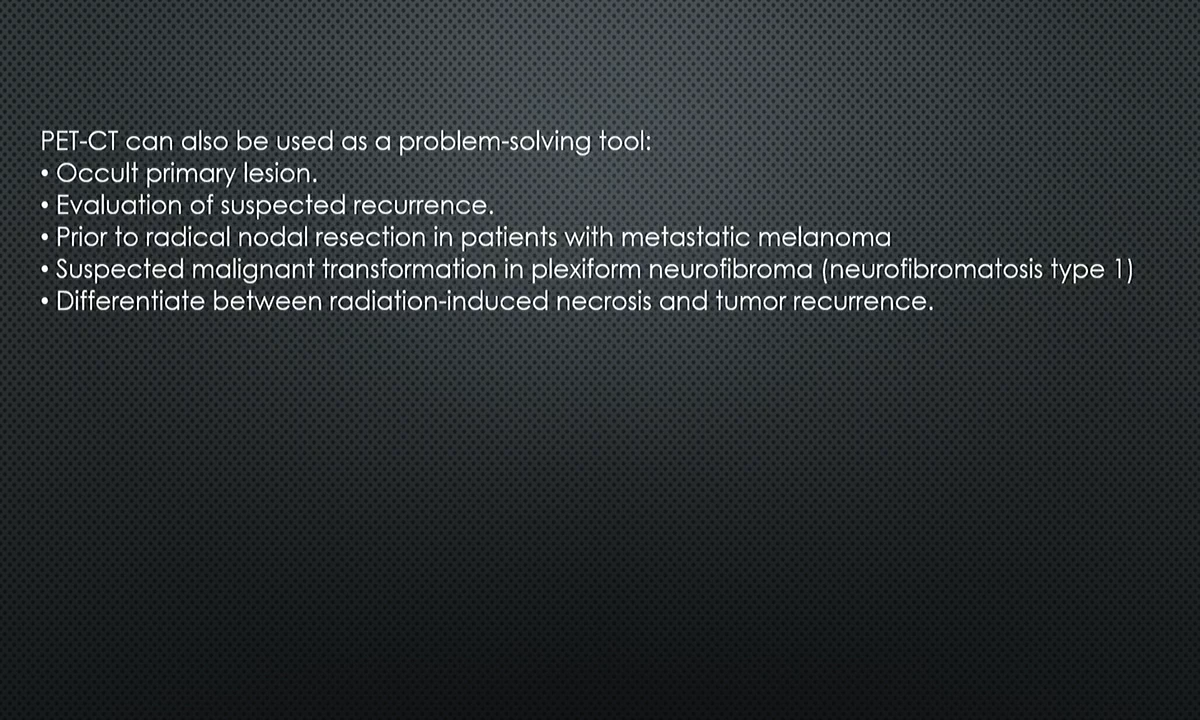 PET-CT can also be used as a problem-solving tool:
• Occult primary lesion.
• Evaluation of suspected recurrence.
• Prior to radical nodal resection in patients with metastatic melanoma
• Suspected malignant transformation in plexiform neurofibroma (neurofibromatosis type 1)
• Differentiate between radiation-induced necrosis and tumor recurrence.